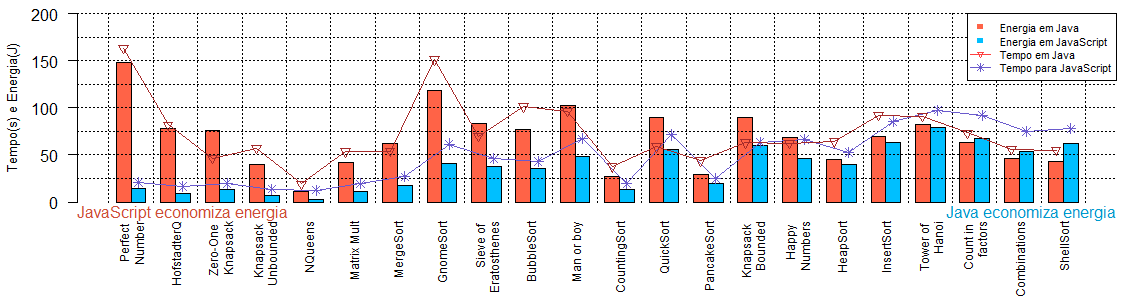 Tempo(s) e Energia(J)
200
150
100
50
0
Energia em Java
Energia em JavaScript
Tempo em Java
Tempo para JavaScript
JavaScript economiza energia
Java economiza energia
Perfect
Number
HofstadterQ
Zero-One
Knapsack
Knapsack
Unbounded
NQueens
Matrix Mult
MergeSort
GnomeSort
Sieve of
Eratosthenes
BubbleSort
Man or boy
CountingSort
QuickSort
PancakeSort
Knapsack
Bounded
Happy
Numbers
HeapSort
InsertSort
Tower of
Hanoi
Count in
factors
Combinations
ShellSort